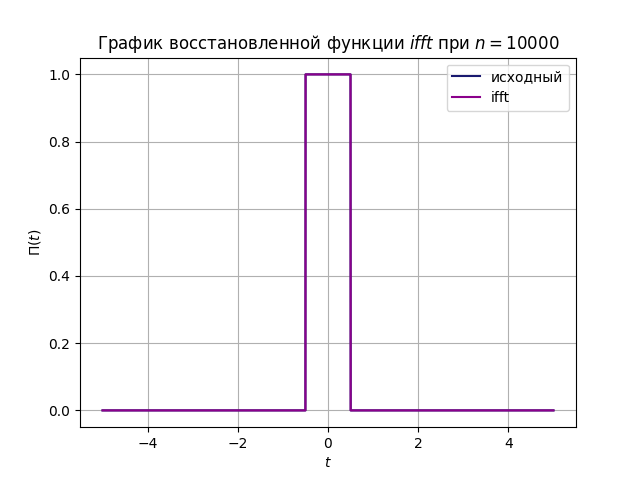 График восстановленной функции ifft при n = 10000
1.0
исходный
ifft
0.8
0.6
П(t)
0.4
0.2
0.0
−4 −2 0 2 4
t